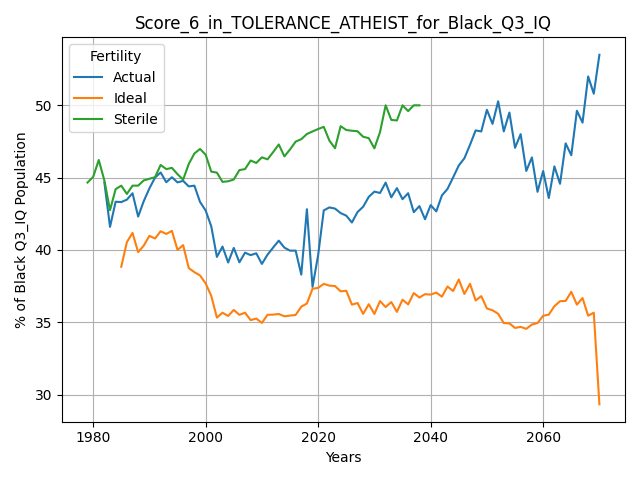 Score_6_in_TOLERANCE_ATHEIST_for_Black_Q3_IQ
Fertility
Actual
Ideal
Sterile
% of Black Q3_IQ Population
50
45
40
35
30
1980
2000
2020
2040
2060
Years